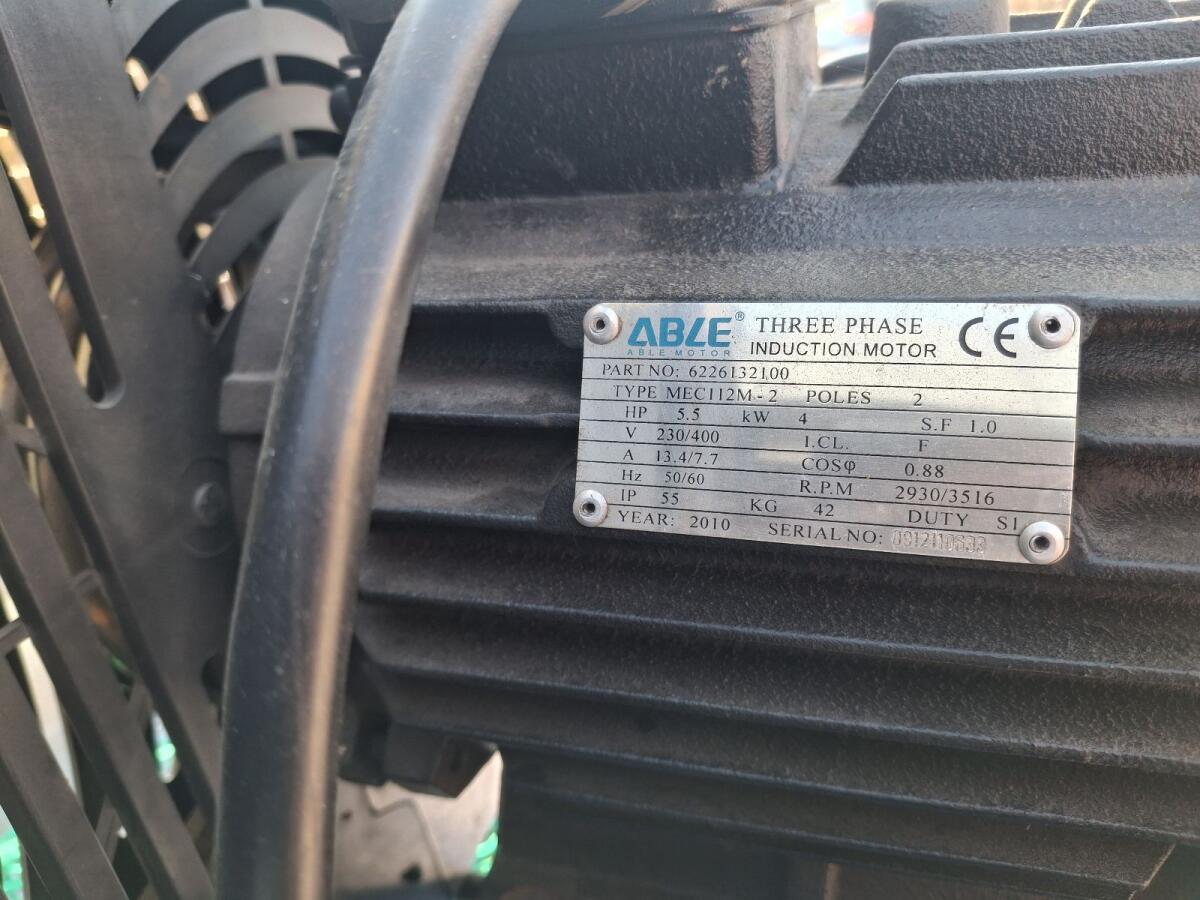 ABLE® THREE PHASE CE
ABLE MOTOR INDUCTION MOTOR
PART NO: 6226132100
TYPE MEC112M-2 POLES 2
HP 5.5 kW 4 S.F 1.0
V 230/400 I.CL. F
A 13.4/7.7 COSφ 0.88
Hz 50/60 R.P.M 2930/3516
IP 55 KG 42 DUTY S1
YEAR: 2010 SERIAL NO: